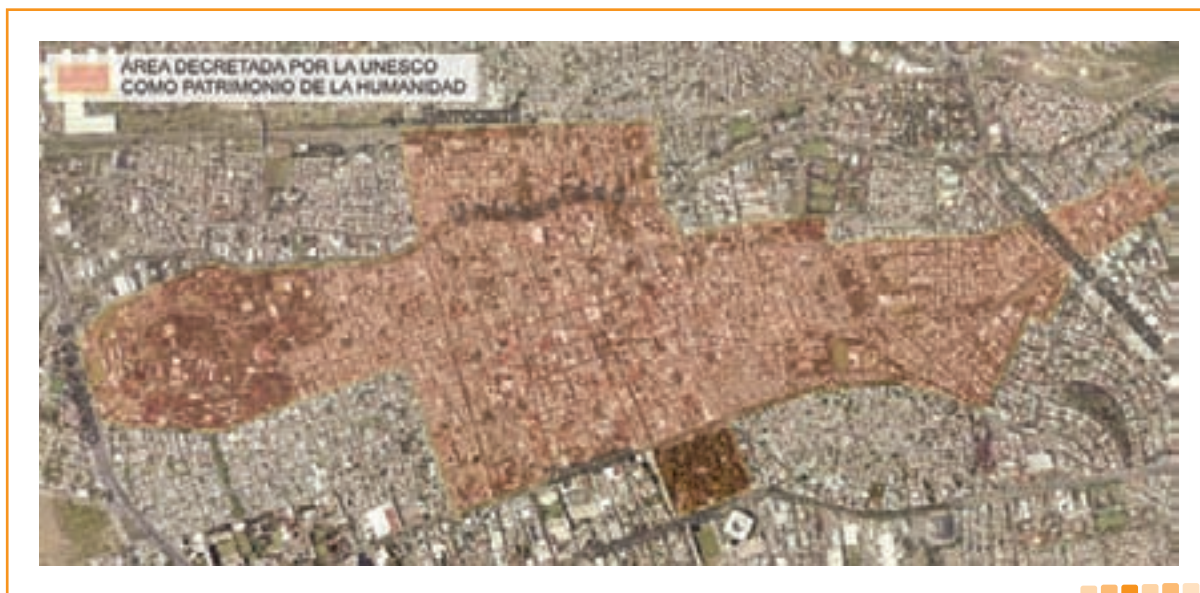 ÁREA DECRETADA POR LA UNESCO
COMO PATRIMONIO DE LA HUMANIDAD